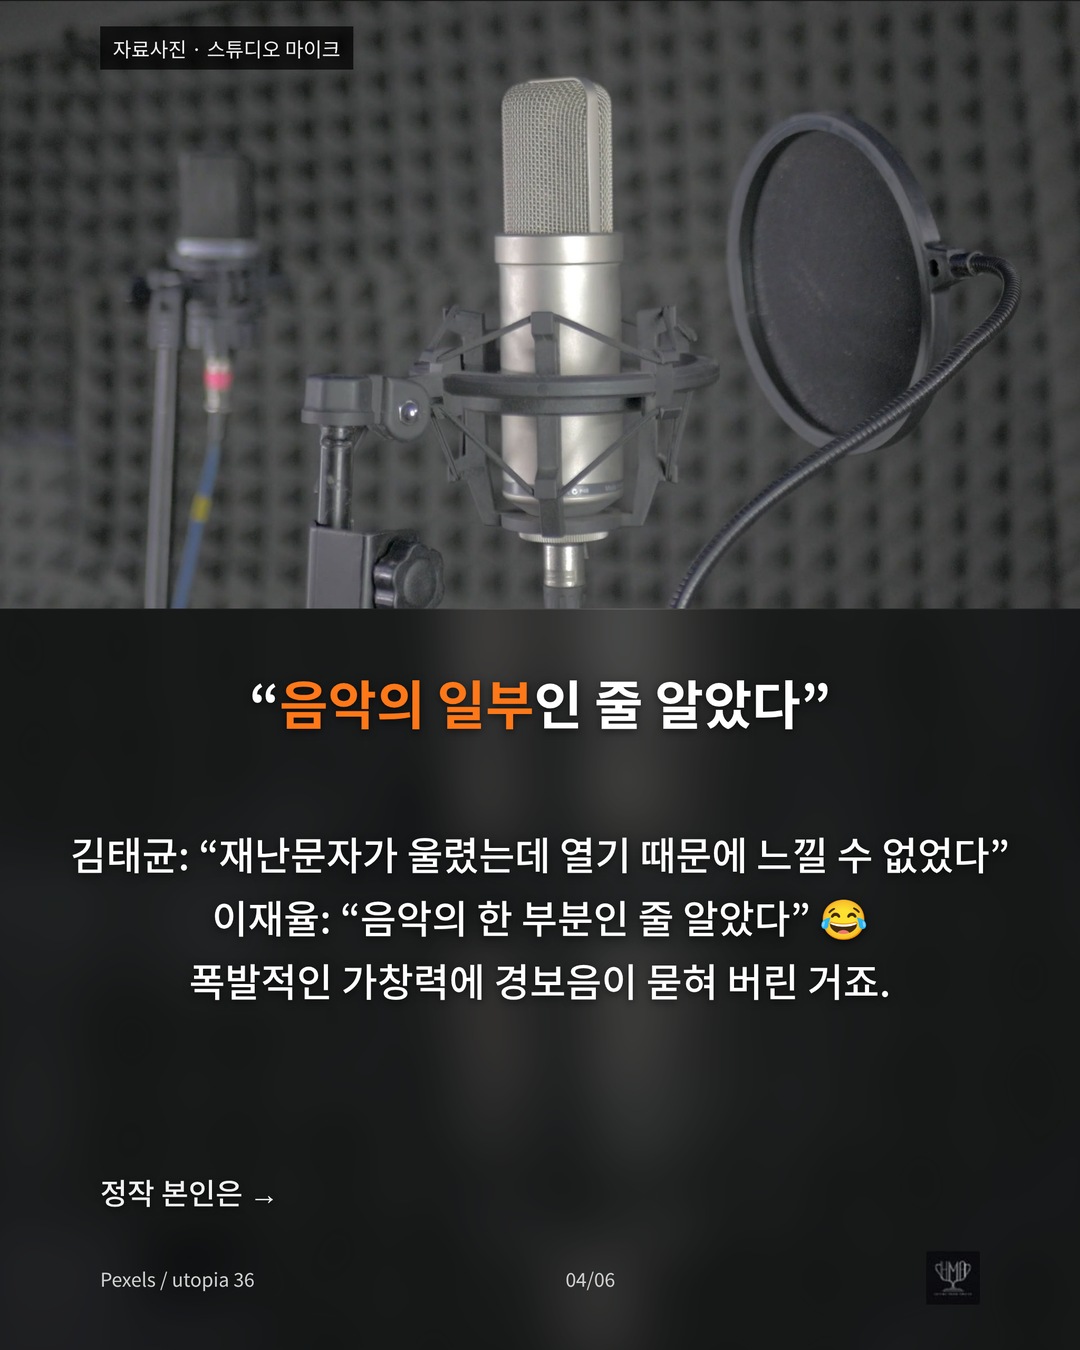 자료사진 · 스튜디오 마이크
“음악의 일부인 줄 알았다”
김태균: “재난문자가 울렸는데 열기 때문에 느낄 수 없었다”
이재율: “음악의 한 부분인 줄 알았다” 😂
폭발적인 가창력에 경보음이 묻혀 버린 거죠.
정작 본인은 →
Pexels / utopia 36
04/06